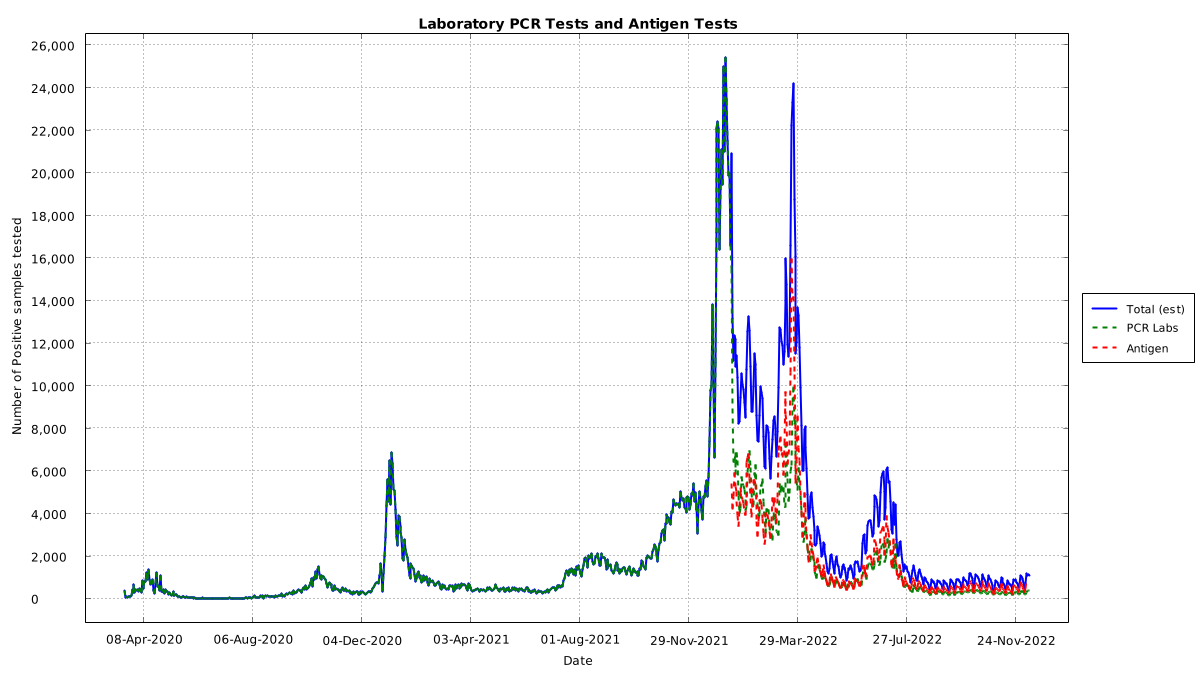 Laboratory PCR Tests and Antigen Tests
26,000
24,000
22,000
20,000
18,000
16,000
14,000
12,000
10,000
8,000
6,000
4,000
2,000
0
Number of Positive samples tested
08-Apr-2020
06-Aug-2020
04-Dec-2020
03-Apr-2021
01-Aug-2021
29-Nov-2021
29-Mar-2022
27-Jul-2022
24-Nov-2022
Date
Total (est)
PCR Labs
Antigen